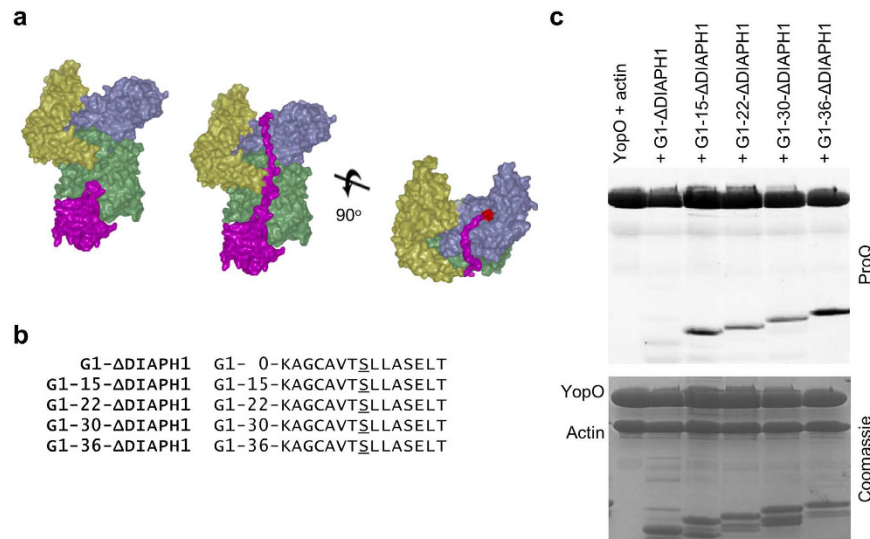 a
90º
b
G1-ΔDIAPH1 G1- 0-KAGCAVTSLLASELT
G1-15-ΔDIAPH1 G1-15-KAGCAVTSLLASELT
G1-22-ΔDIAPH1 G1-22-KAGCAVTSLLASELT
G1-30-ΔDIAPH1 G1-30-KAGCAVTSLLASELT
G1-36-ΔDIAPH1 G1-36-KAGCAVTSLLASELT
c
YopO + actin
+ G1-ΔDIAPH1
+ G1-15-ΔDIAPH1
+ G1-22-ΔDIAPH1
+ G1-30-ΔDIAPH1
+ G1-36-ΔDIAPH1
ProQ
YopO
Actin
Coomassie